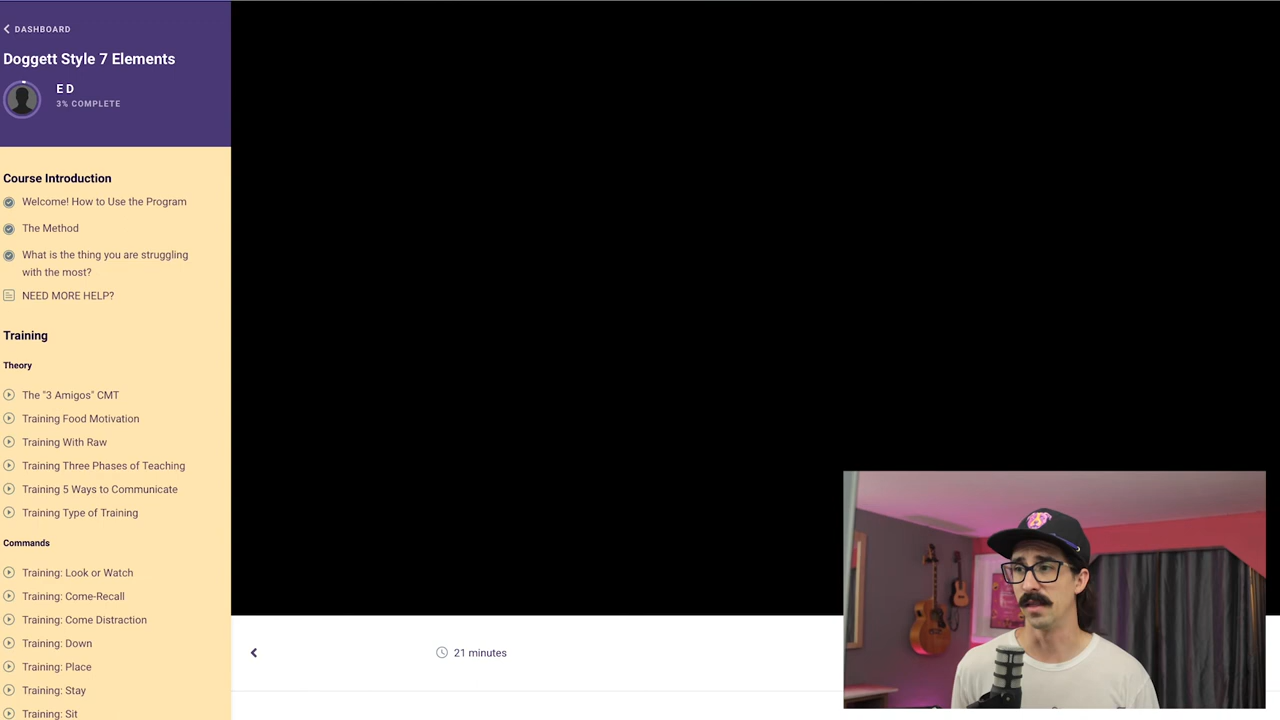 DASHBOARD
Doggett Style 7 Elements
E D
3% COMPLETE
Course Introduction
Welcome! How to Use the Program
The Method
What is the thing you are struggling
with the most?
NEED MORE HELP?
Training
Theory
The "3 Amigos" CMT
Training Food Motivation
Training With Raw
Training Three Phases of Teaching
Training 5 Ways to Communicate
Training Type of Training
Commands
Training: Look or Watch
Training: Come-Recall
Training: Come Distraction
Training: Down
Training: Place
Training: Stay
Training: Sit
21 minutes